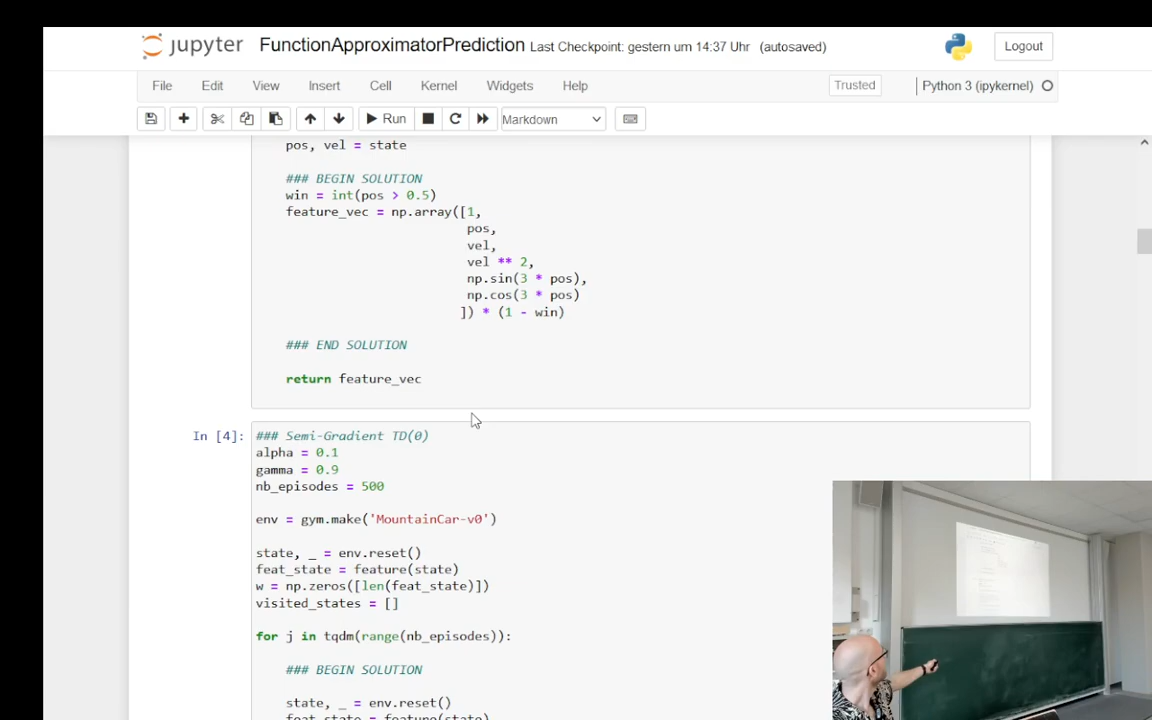 jupyter FunctionApproximatorPrediction Last Checkpoint: gestern um 14:37 Uhr (autosaved) Logout
File Edit View Insert Cell Kernel Widgets Help Trusted Python 3 (ipykernel)
Run Markdown
pos, vel = state
### BEGIN SOLUTION
win = int(pos > 0.5)
feature_vec = np.array([1,
pos,
vel,
vel ** 2,
np.sin(3 * pos),
np.cos(3 * pos)
]) * (1 - win)
### END SOLUTION
return feature_vec
In [4]: ### Semi-Gradient TD(0)
alpha = 0.1
gamma = 0.9
nb_episodes = 500
env = gym.make('MountainCar-v0')
state, _ = env.reset()
feat_state = feature(state)
w = np.zeros([len(feat_state)])
visited_states = []
for j in tqdm(range(nb_episodes)):
### BEGIN SOLUTION
state, _ = env.reset()
feat_state = feature(state)